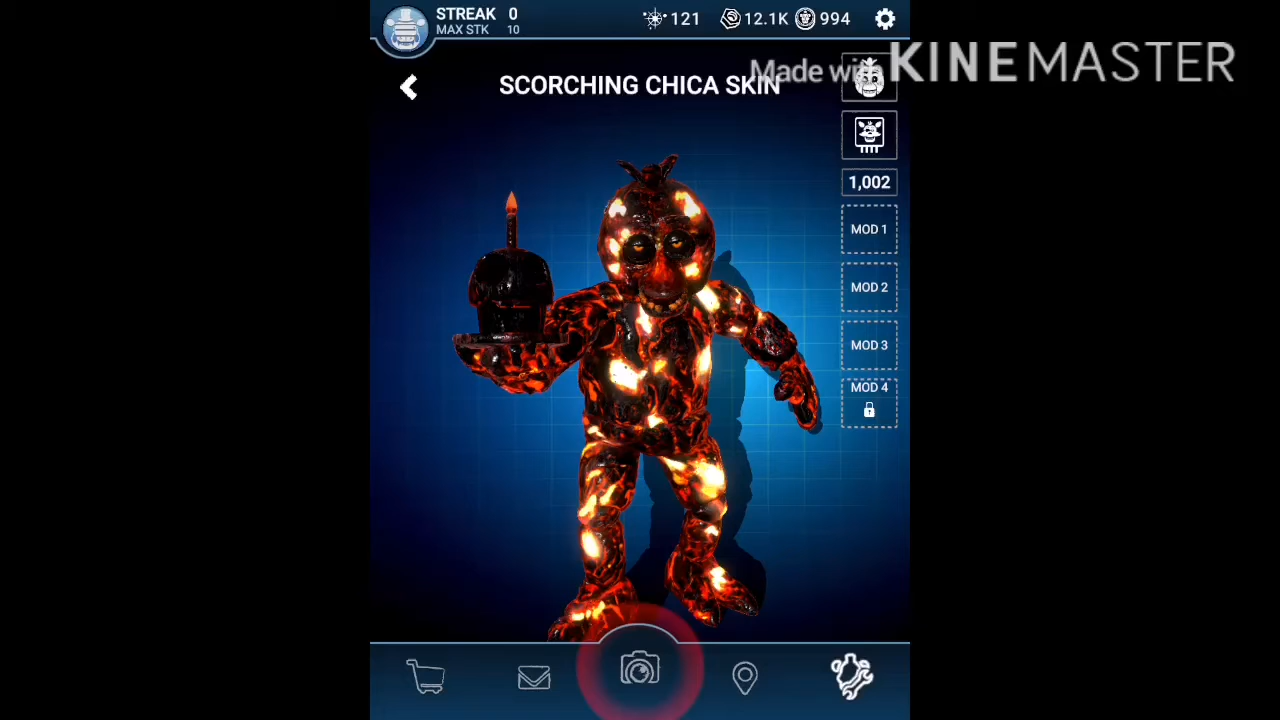 STREAK 0
MAX STK 10
121
12.1K
994
Made with KINEMASTER
SCORCHING CHICA SKIN
1,002
MOD 1
MOD 2
MOD 3
MOD 4